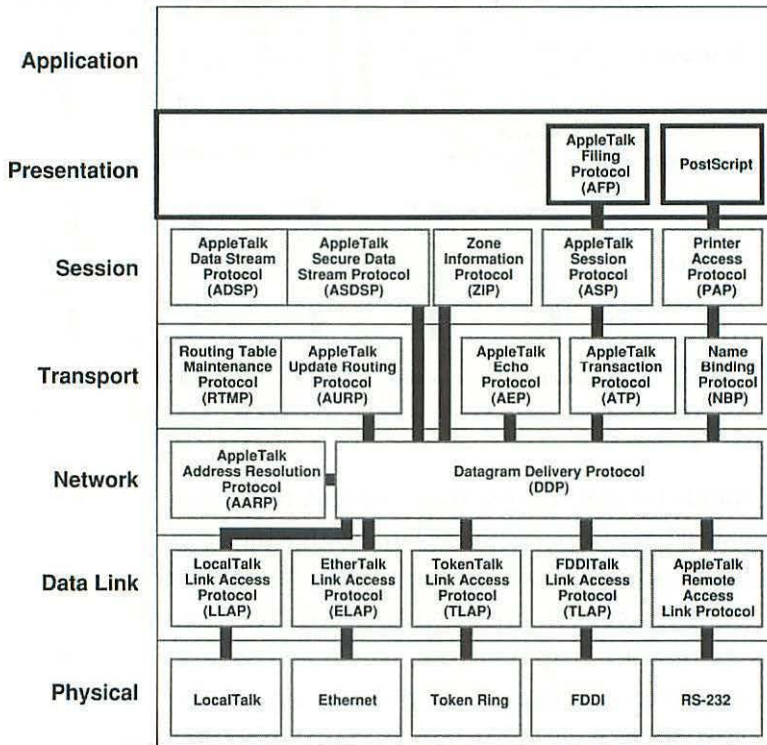 Application
Presentation
AppleTalk
Filing
Protocol
(AFP)
PostScript
Session
AppleTalk
Data Stream
Protocol
(ADSP)
AppleTalk
Secure Data
Stream Protocol
(ASDSP)
Zone
Information
Protocol
(ZIP)
AppleTalk
Session
Protocol
(ASP)
Printer
Access
Protocol
(PAP)
Transport
Routing Table
Maintenance
Protocol
(RTMP)
AppleTalk
Update Routing
Protocol
(AURP)
AppleTalk
Echo
Protocol
(AEP)
AppleTalk
Transaction
Protocol
(ATP)
Name
Binding
Protocol
(NBP)
Network
AppleTalk
Address Resolution
Protocol
(AARP)
Datagram Delivery Protocol
(DDP)
Data Link
LocalTalk
Link Access
Protocol
(LLAP)
EtherTalk
Link Access
Protocol
(ELAP)
TokenTalk
Link Access
Protocol
(TLAP)
FDDITalk
Link Access
Protocol
(TLAP)
AppleTalk
Remote
Access
Link Protocol
Physical
LocalTalk
Ethernet
Token Ring
FDDI
RS-232